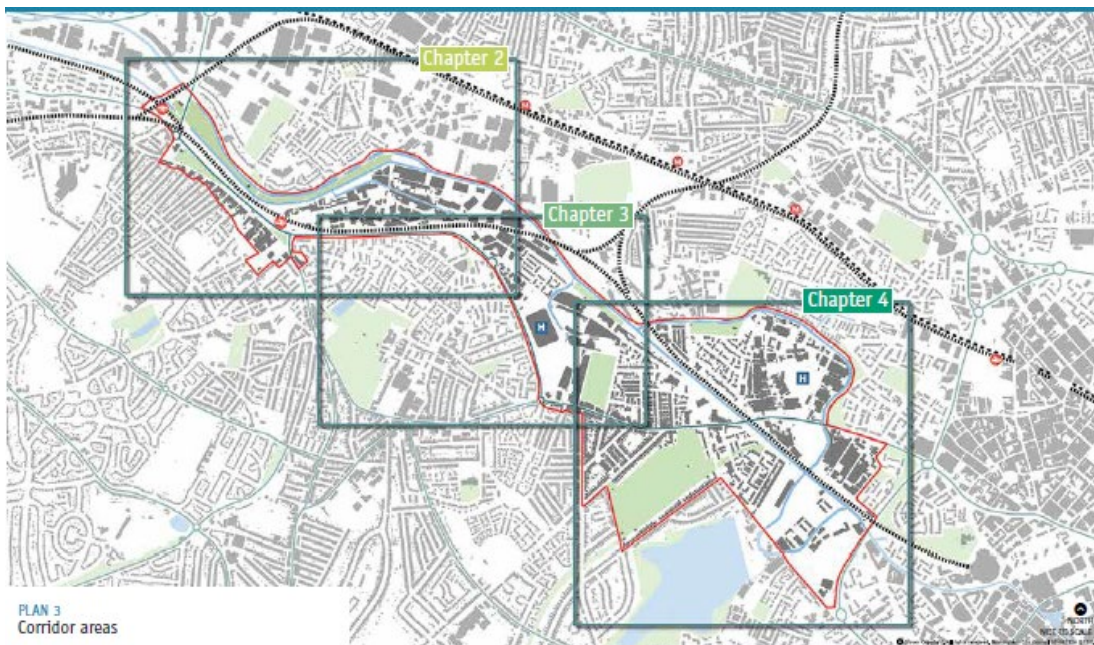 Chapter 2
Chapter 3
Chapter 4
H
H
PLAN 3
Corridor areas
NORTH
NOT TO SCALE